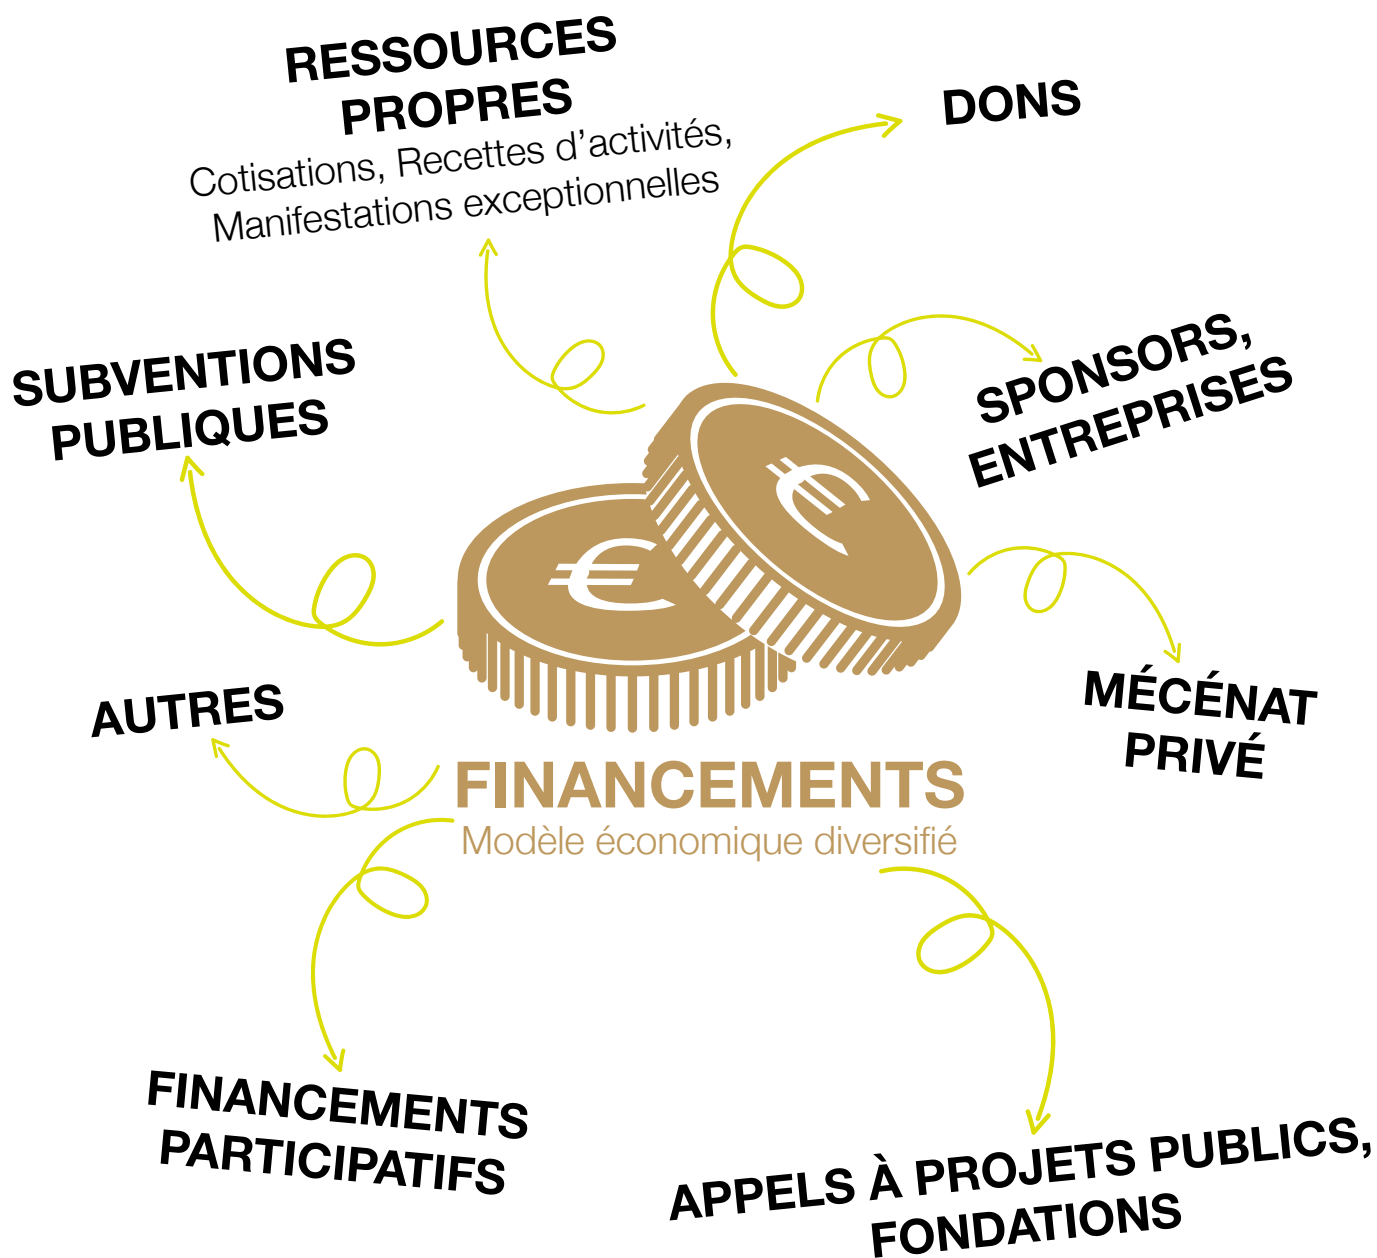 RESSOURCES
PROPRES
Cotisations, Recettes d’activités,
Manifestations exceptionnelles
DONS
SPONSORS,
ENTREPRISES
SUBVENTIONS
PUBLIQUES
€
€
MÉCÉNAT
PRIVÉ
AUTRES
FINANCEMENTS
Modèle économique diversifié
FINANCEMENTS
PARTICIPATIFS
APPELS À PROJETS PUBLICS,
FONDATIONS